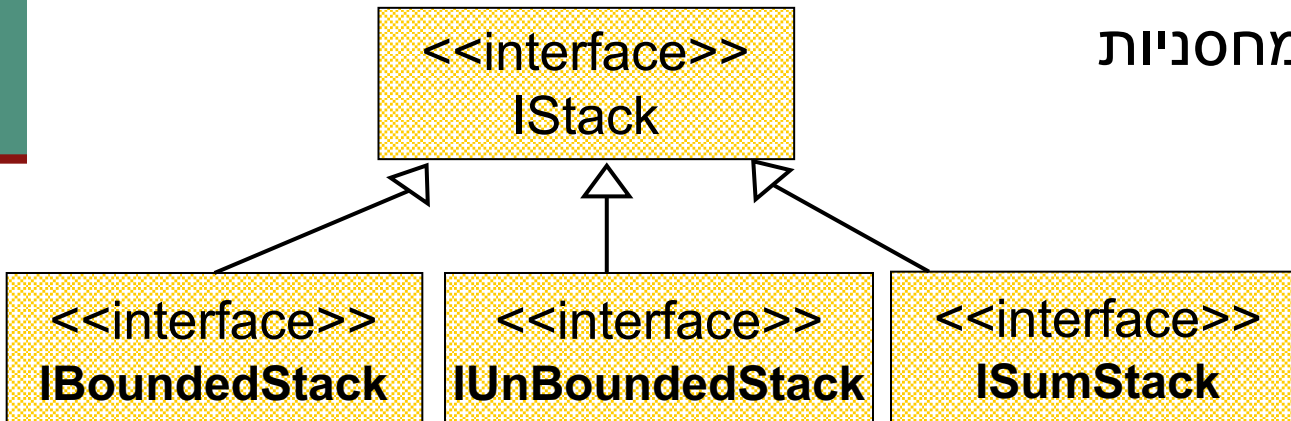 מחסניות
<<interface>>
IStack
<<interface>>
IBoundedStack
<<interface>>
IUnBoundedStack
<<interface>>
ISumStack